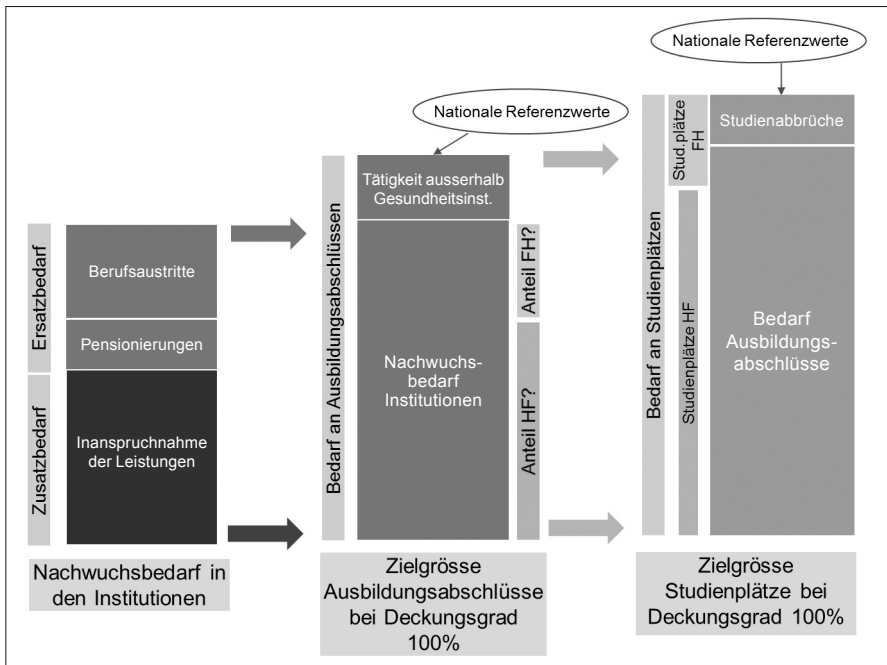 Nationale Referenzwerte
Nationale Referenzwerte
Ersatzbedarf
Zusatzbedarf
Berufsaustritte
Pensionierungen
Inanspruchnahme
der Leistungen
Nachwuchsbedarf in
den Institutionen
Bedarf an Ausbildungsabschlüssen
Tätigkeit ausserhalb
Gesundheitsinst.
Nachwuchs-
bedarf
Institutionen
Anteil FH?
Anteil HF?
Zielgrösse
Ausbildungsabschlüsse
bei Deckungsgrad
100%
Bedarf an Studienplätzen
Stud.plätze
FH
Studienplätze HF
Studienabbrüche
Bedarf
Ausbildungs-
abschlüsse
Zielgrösse
Studienplätze bei
Deckungsgrad 100%